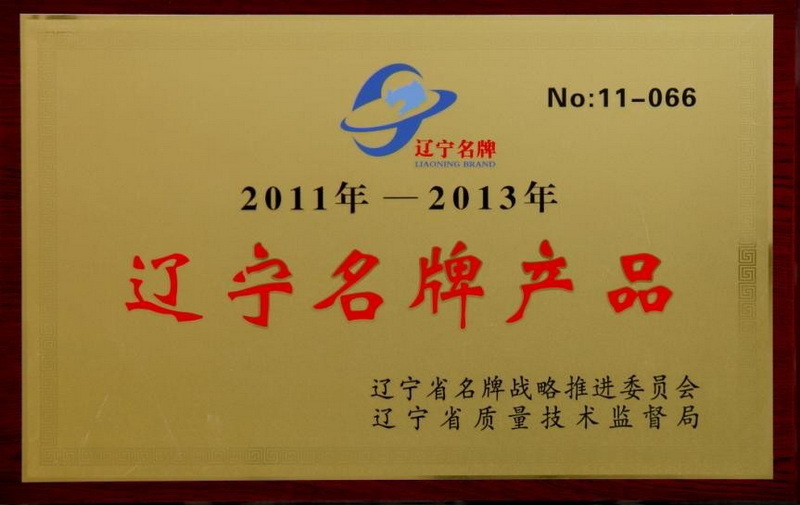 No:11-066
辽宁名牌
LIAONING BRAND
2011年—2013年
辽宁名牌产品
辽宁省名牌战略推进委员会
辽宁省质量技术监督局